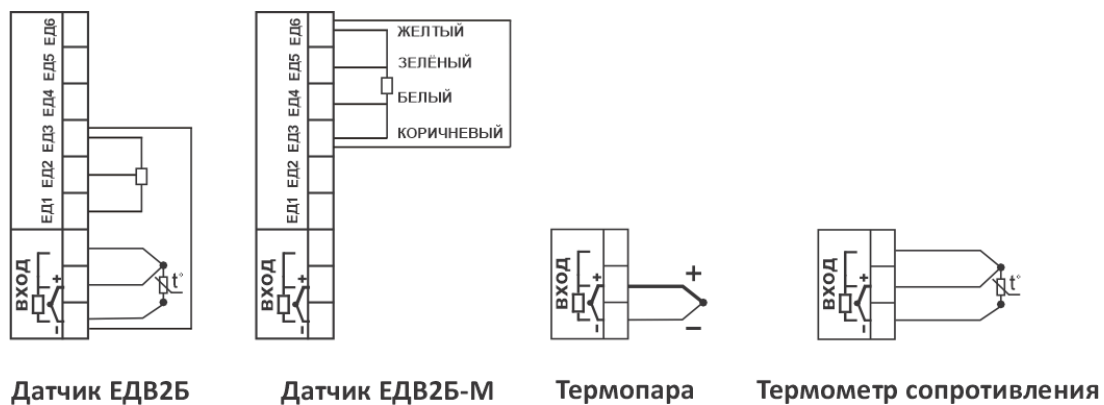 ЕД6
ЕД5
ЕД4
ЕД3
ЕД2
ЕД1
ВХОД
+
-
t°
Датчик ЕДВ2Б
ЕД6
ЕД5
ЕД4
ЕД3
ЕД2
ЕД1
ЖЕЛТЫЙ
ЗЕЛЁНЫЙ
БЕЛЫЙ
КОРИЧНЕВЫЙ
ВХОД
+
-
Датчик ЕДВ2Б-М
ВХОД
+
-
+
−
Термопара
ВХОД
+
-
t°
Термометр сопротивления